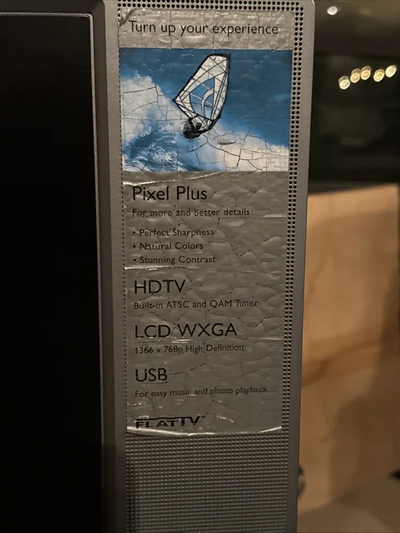 Turn up your experience
Pixel Plus
For more and better details
• Perfect Sharpness
• Natural Colors
• Stunning Contrast
HDTV
Built-in ATSC and QAM Tuner
LCD WXGA
1366 x 768p High Definition
USB
For easy music and photo playback
FLAT TV™